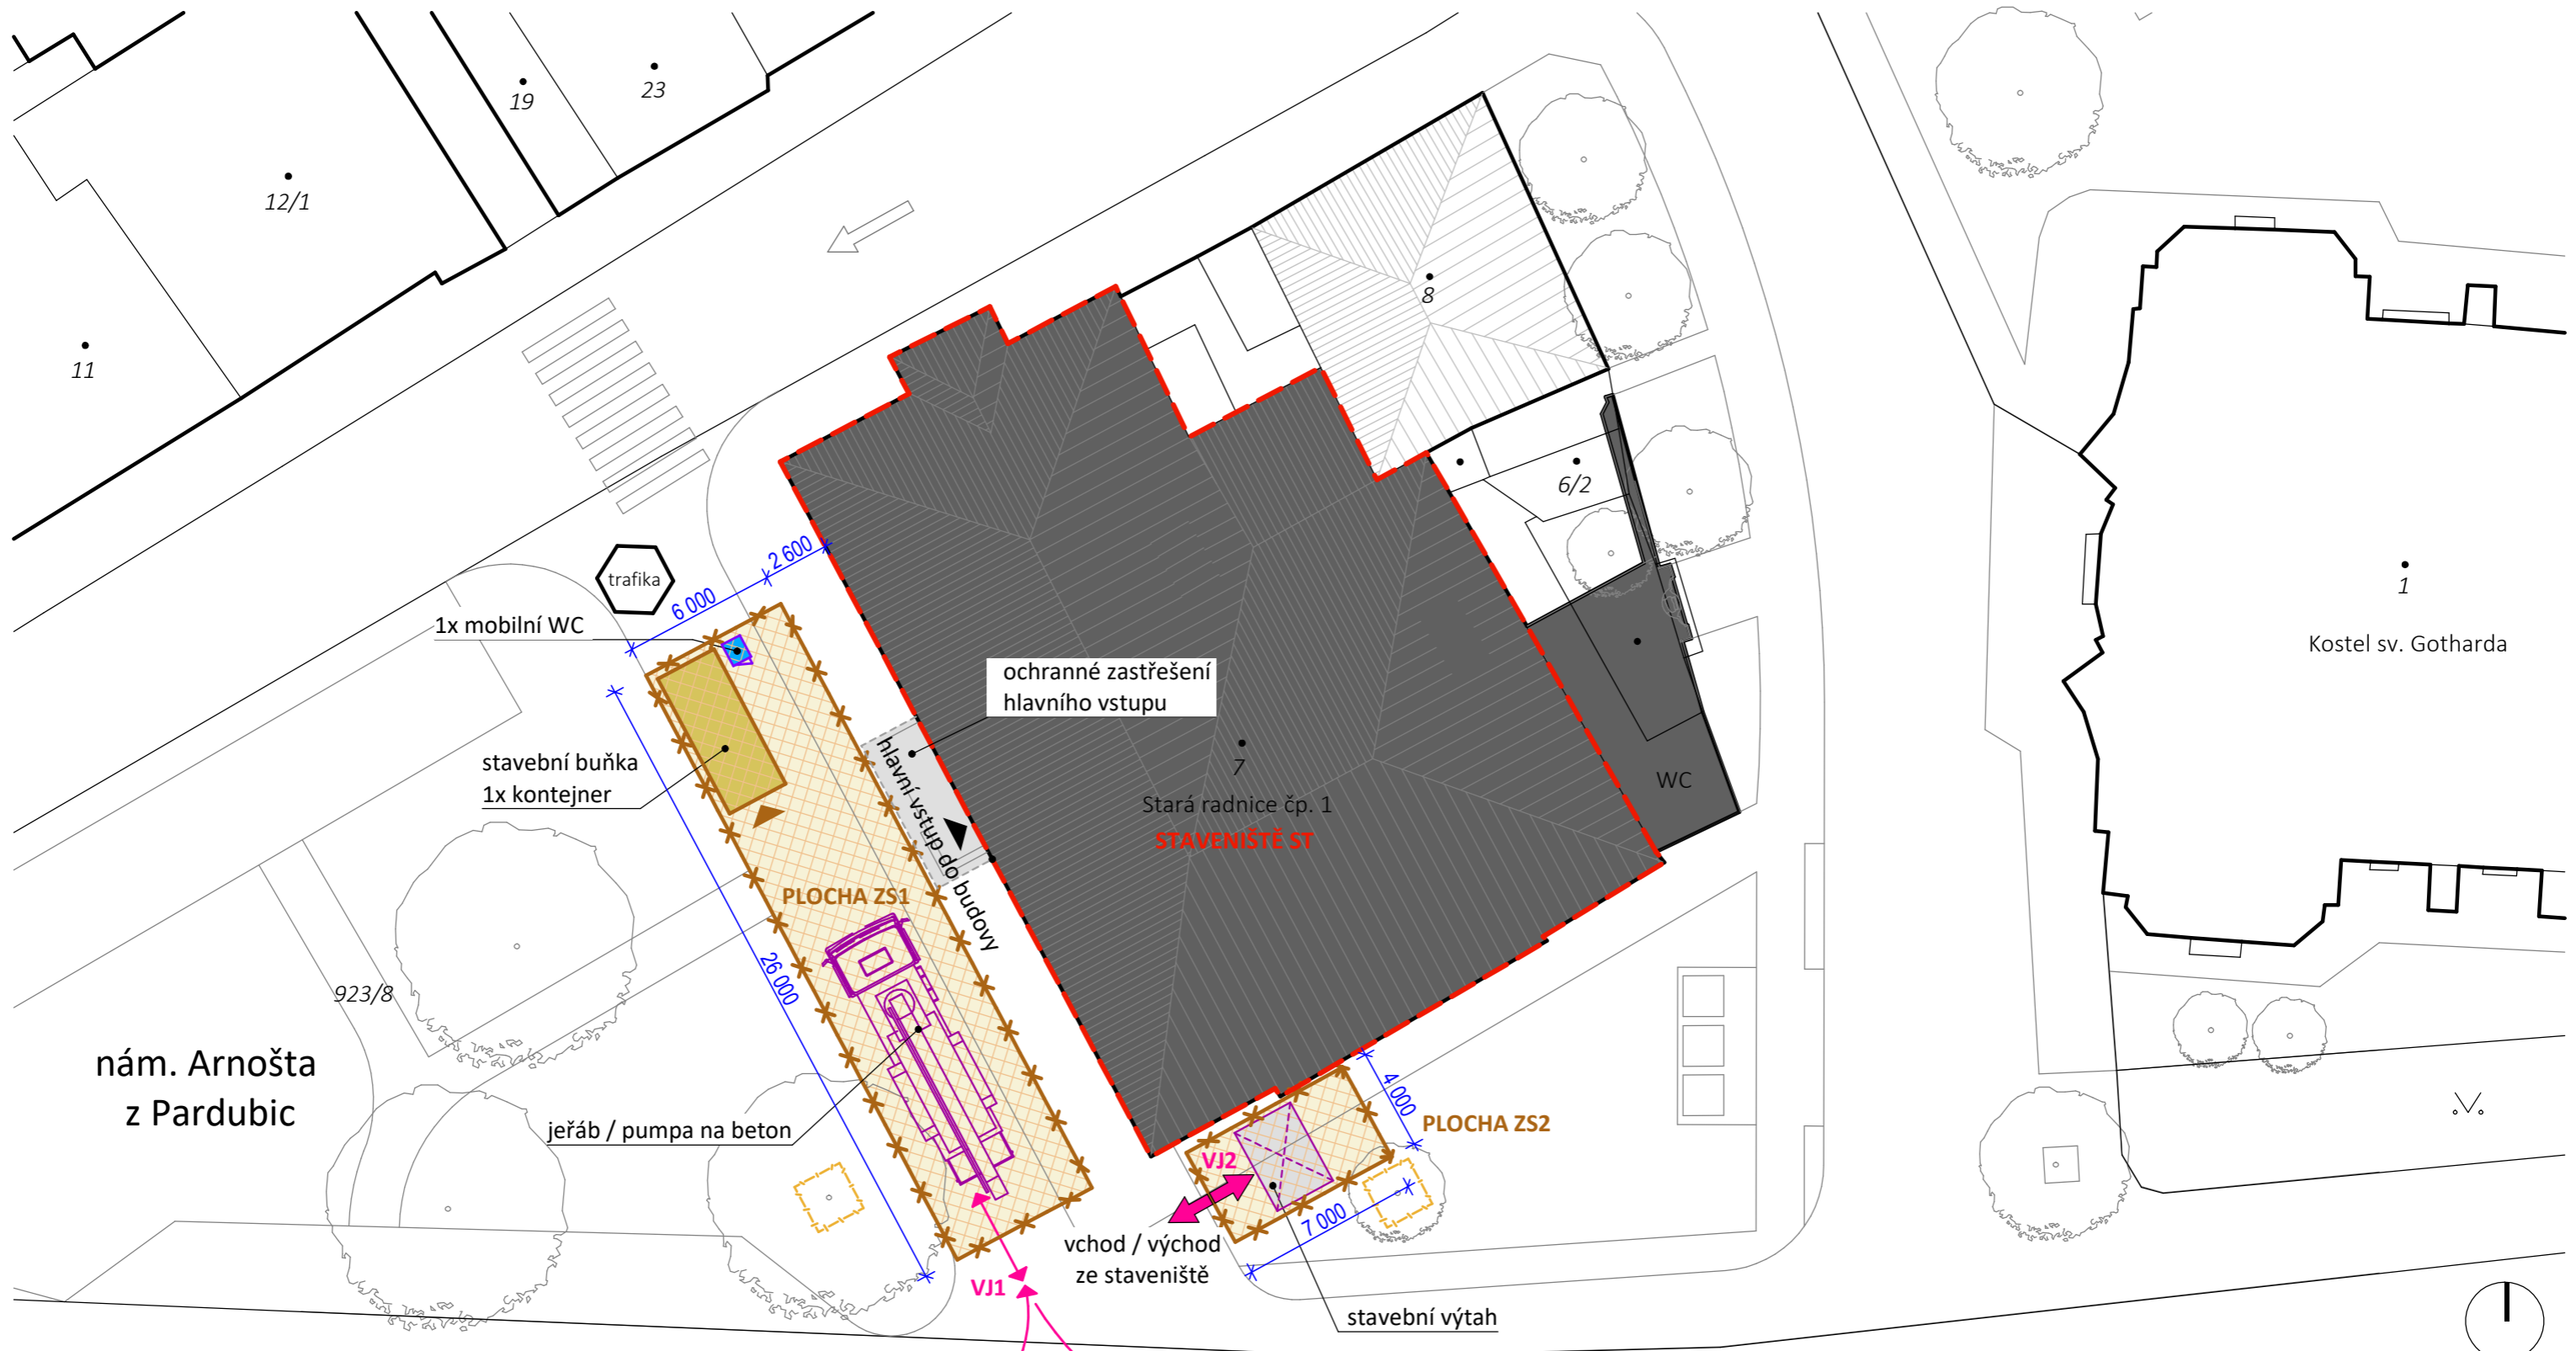 19
23
12/1
11
8
6/2
trafika
2 600
6 000
1x mobilní WC
ochranné zastřešení
hlavního vstupu
stavební buňka
1x kontejner
hlavní vstup do budovy
7
Stará radnice čp. 1
STAVENIŠTĚ ST
WC
1
Kostel sv. Gotharda
PLOCHA ZS1
26 000
923/8
nám. Arnošta
z Pardubic
jeřáb / pumpa na beton
4 000
PLOCHA ZS2
VJ2
7 000
vchod / východ
ze staveniště
VJ1
stavební výtah